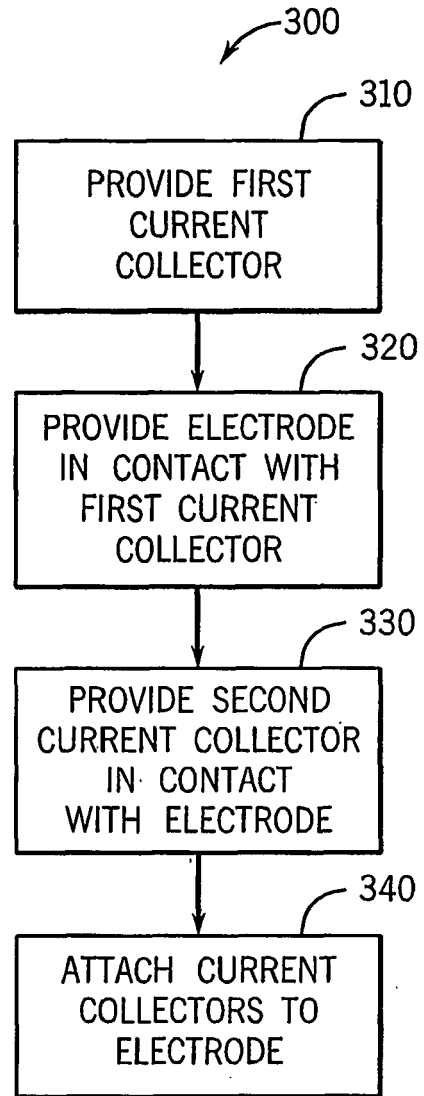 300
310
PROVIDE FIRST
CURRENT
COLLECTOR
320
PROVIDE ELECTRODE
IN CONTACT WITH
FIRST CURRENT
COLLECTOR
330
PROVIDE SECOND
CURRENT COLLECTOR
IN CONTACT
WITH ELECTRODE
340
ATTACH CURRENT
COLLECTORS TO
ELECTRODE